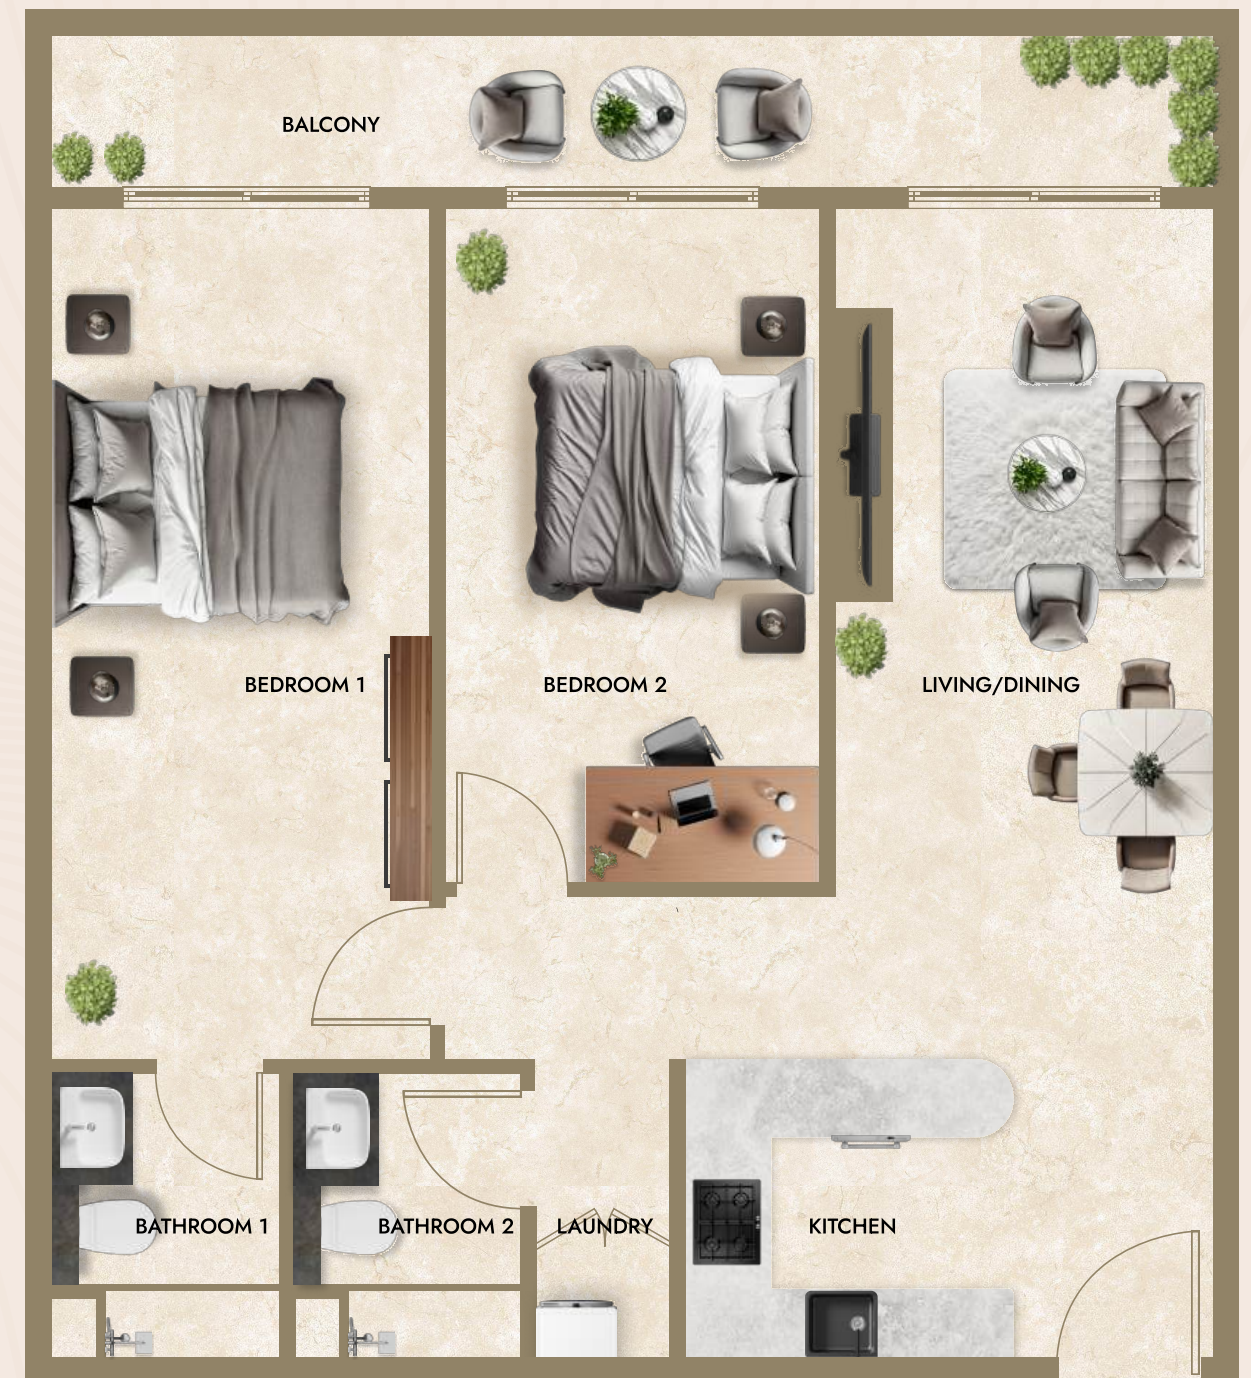 BALCONY
BEDROOM 1
BEDROOM 2
LIVING/DINING
BATHROOM 1
BATHROOM 2
LAUNDRY
KITCHEN